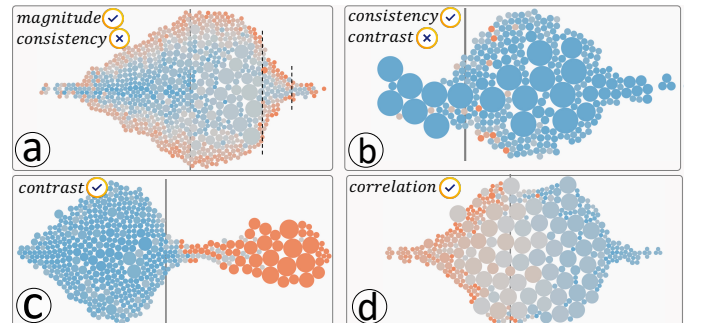 magnitude
consistency
a
consistency
contrast
b
contrast
c
correlation
d